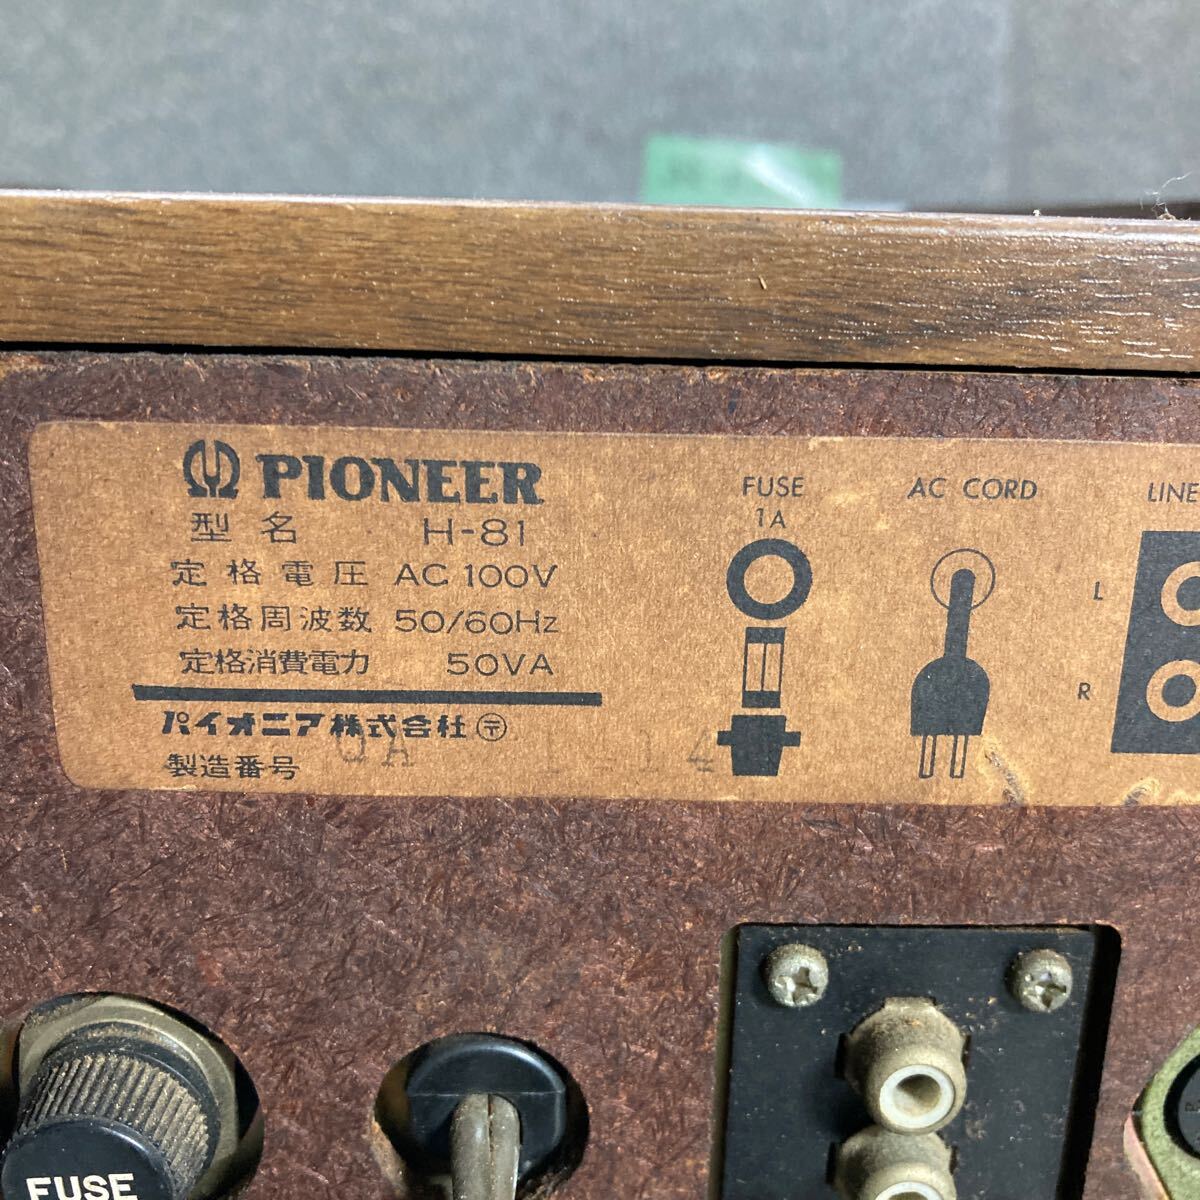 PIONEER
型名 H-81
定格電圧 AC 100V
定格周波数 50/60Hz
定格消費電力 50VA
パイオニア株式会社 〒
製造番号
FUSE
1A
AC CORD
LINE
L
R
FUSE